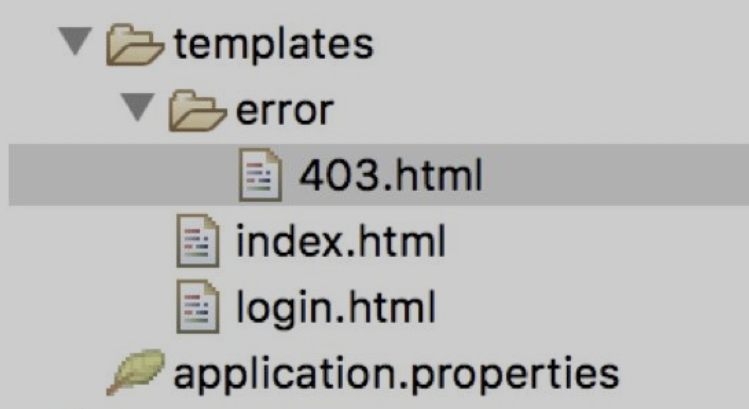 templates
error
403.html
index.html
login.html
application.properties